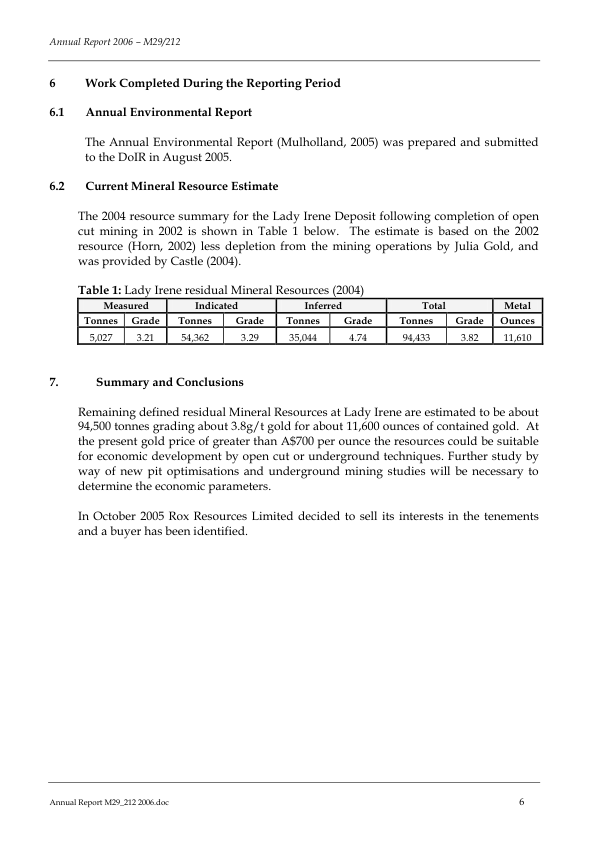 Annual Report 2006 – M29/212
6 Work Completed During the Reporting Period
6.1 Annual Environmental Report
The Annual Environmental Report (Mulholland, 2005) was prepared and submitted
to the DoIR in August 2005.
6.2 Current Mineral Resource Estimate
The 2004 resource summary for the Lady Irene Deposit following completion of open
cut mining in 2002 is shown in Table 1 below. The estimate is based on the 2002
resource (Horn, 2002) less depletion from the mining operations by Julia Gold, and
was provided by Castle (2004).
Table 1: Lady Irene residual Mineral Resources (2004)
Measured Indicated Inferred Total Metal
Tonnes Grade Tonnes Grade Tonnes Grade Tonnes Grade Ounces
5,027 3.21 54,362 3.29 35,044 4.74 94,433 3.82 11,610
7. Summary and Conclusions
Remaining defined residual Mineral Resources at Lady Irene are estimated to be about
94,500 tonnes grading about 3.8g/t gold for about 11,600 ounces of contained gold. At
the present gold price of greater than A$700 per ounce the resources could be suitable
for economic development by open cut or underground techniques. Further study by
way of new pit optimisations and underground mining studies will be necessary to
determine the economic parameters.
In October 2005 Rox Resources Limited decided to sell its interests in the tenements
and a buyer has been identified.
Annual Report M29_212 2006.doc 6